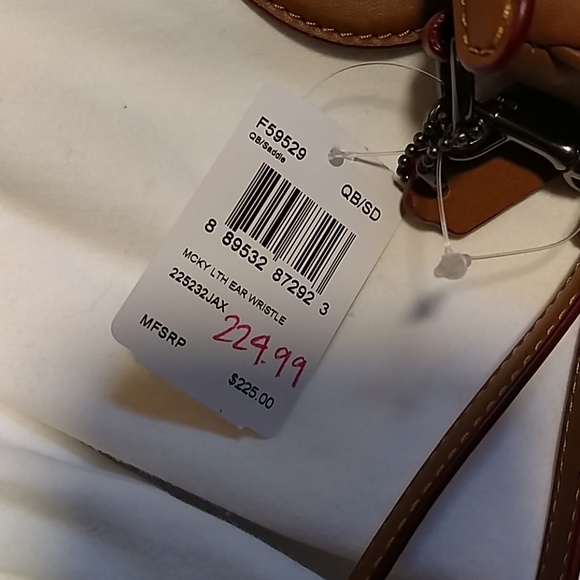 F59529
QB/Saddle
QB/SD
8 89532 87292 3
MCKY LTH EAR WRISTLE
225232JAX
224.99
MFSRP
$225.00